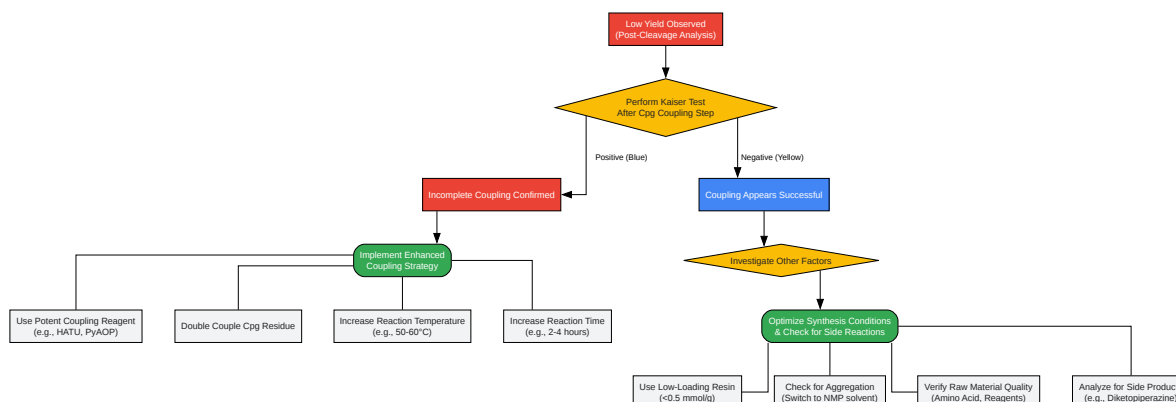 Low Yield Observed
(Post-Cleavage Analysis)
Perform Kaiser Test
After Cpg Coupling Step
Positive (Blue)
Negative (Yellow)
Incomplete Coupling Confirmed
Coupling Appears Successful
Implement Enhanced
Coupling Strategy
Investigate Other Factors
Use Potent Coupling Reagent
(e.g., HATU, PyAOP)
Double Couple Cpg Residue
Increase Reaction Temperature
(e.g., 50-60°C)
Increase Reaction Time
(e.g., 2-4 hours)
Optimize Synthesis Conditions
& Check for Side Reactions
Use Low-Loading Resin
(<0.5 mmol/g)
Check for Aggregation
(Switch to NMP solvent)
Verify Raw Material Quality
(Amino Acid, Reagents)
Analyze for Side
(e.g.,